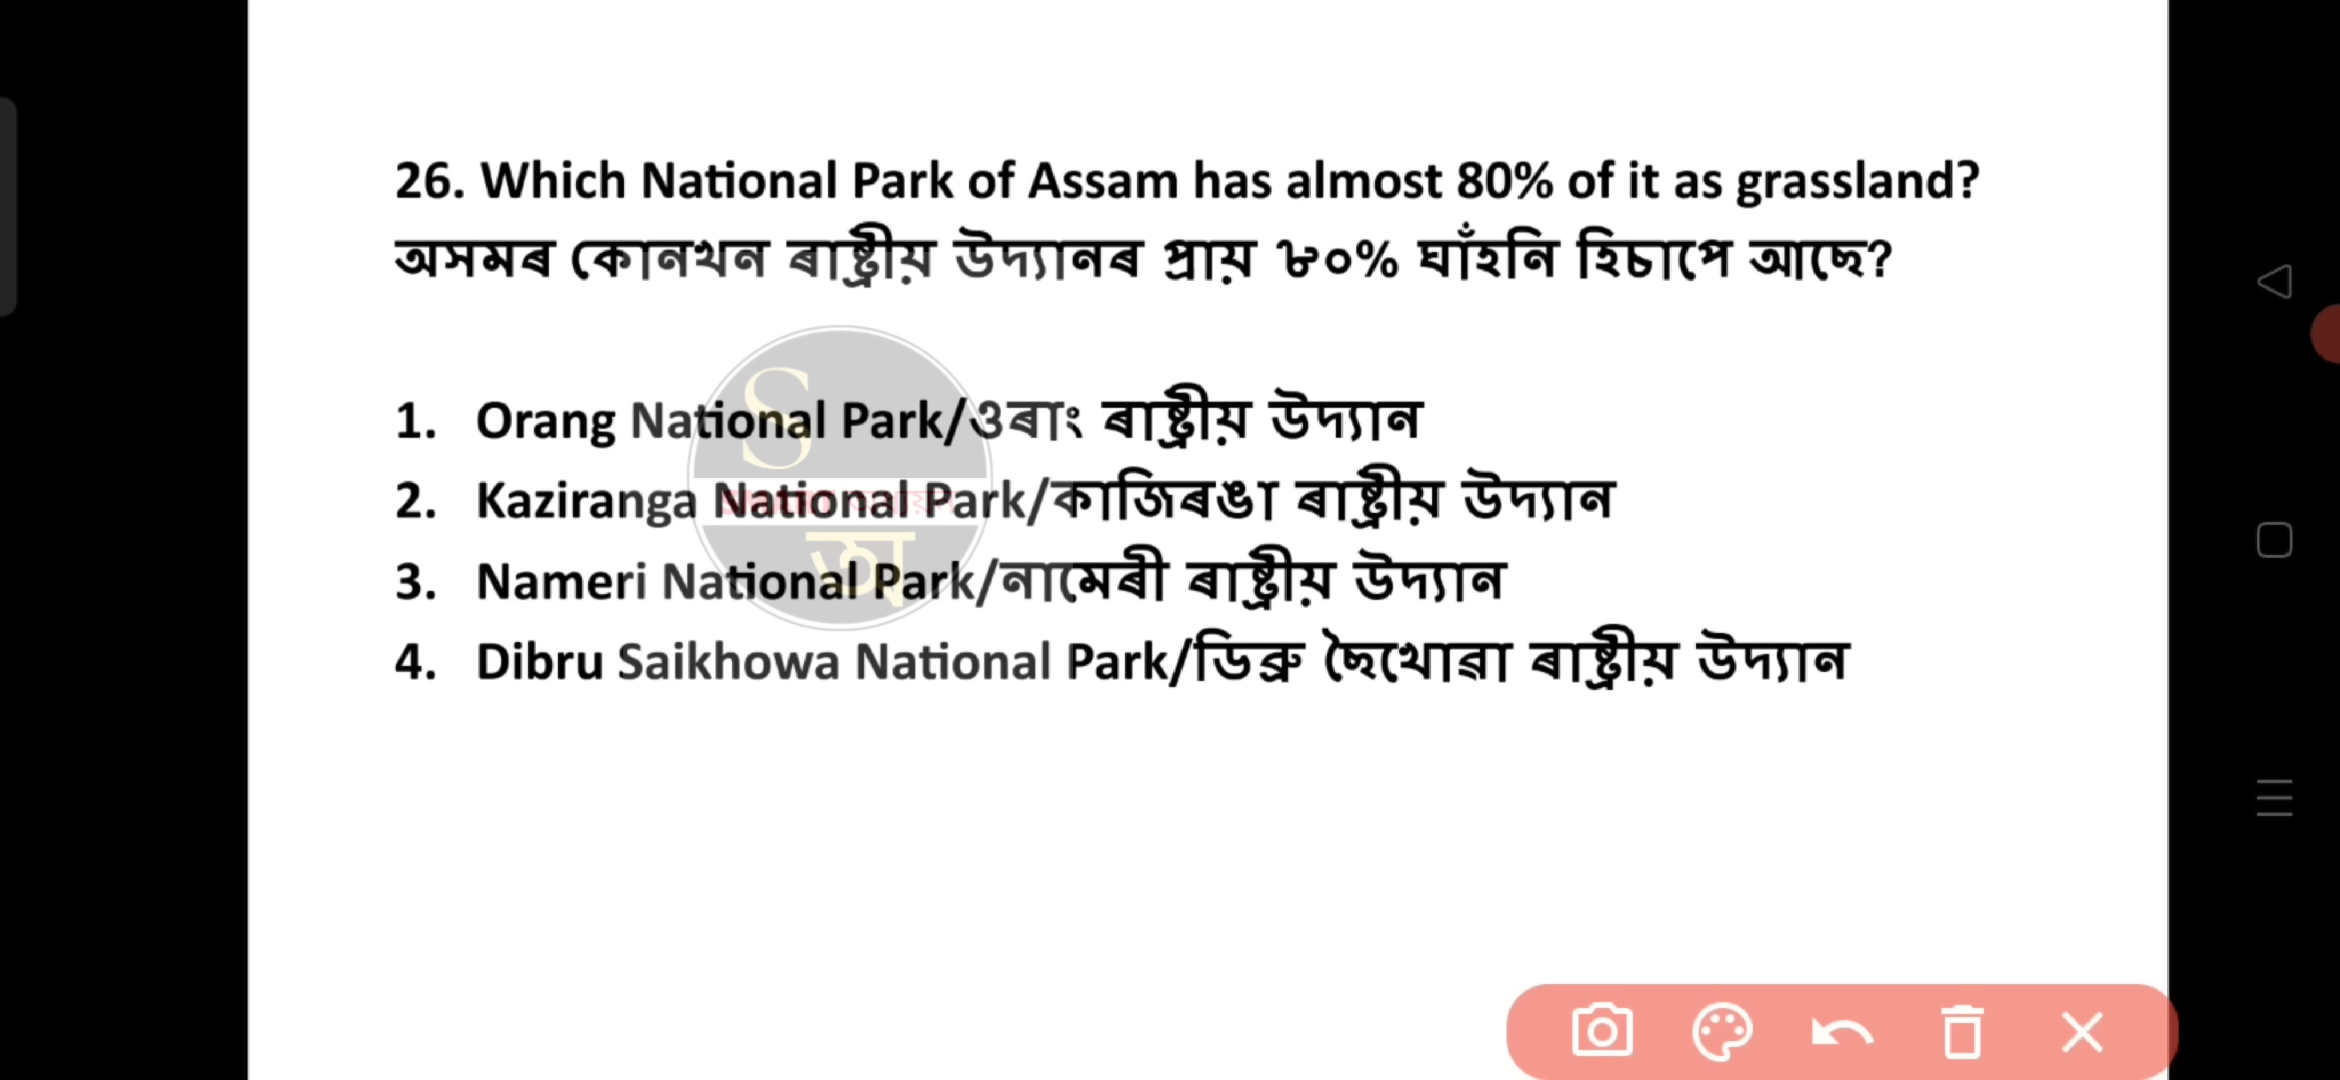 26. Which National Park of Assam has almost 80% of it as grassland?
অসমৰ কোনখন ৰাষ্ট্ৰীয় উদ্যানৰ প্ৰায় ৮০% ঘাঁহনি হিচাপে আছে?
1. Orang National Park/ওৰাং ৰাষ্ট্ৰীয় উদ্যান
2. Kaziranga National Park/কাজিৰঙা ৰাষ্ট্ৰীয় উদ্যান
3. Nameri National Park/নামেৰী ৰাষ্ট্ৰীয় উদ্যান
4. Dibru Saikhowa National Park/ডিব্ৰু ছৈখোৱা ৰাষ্ট্ৰীয় উদ্যান
S
অ